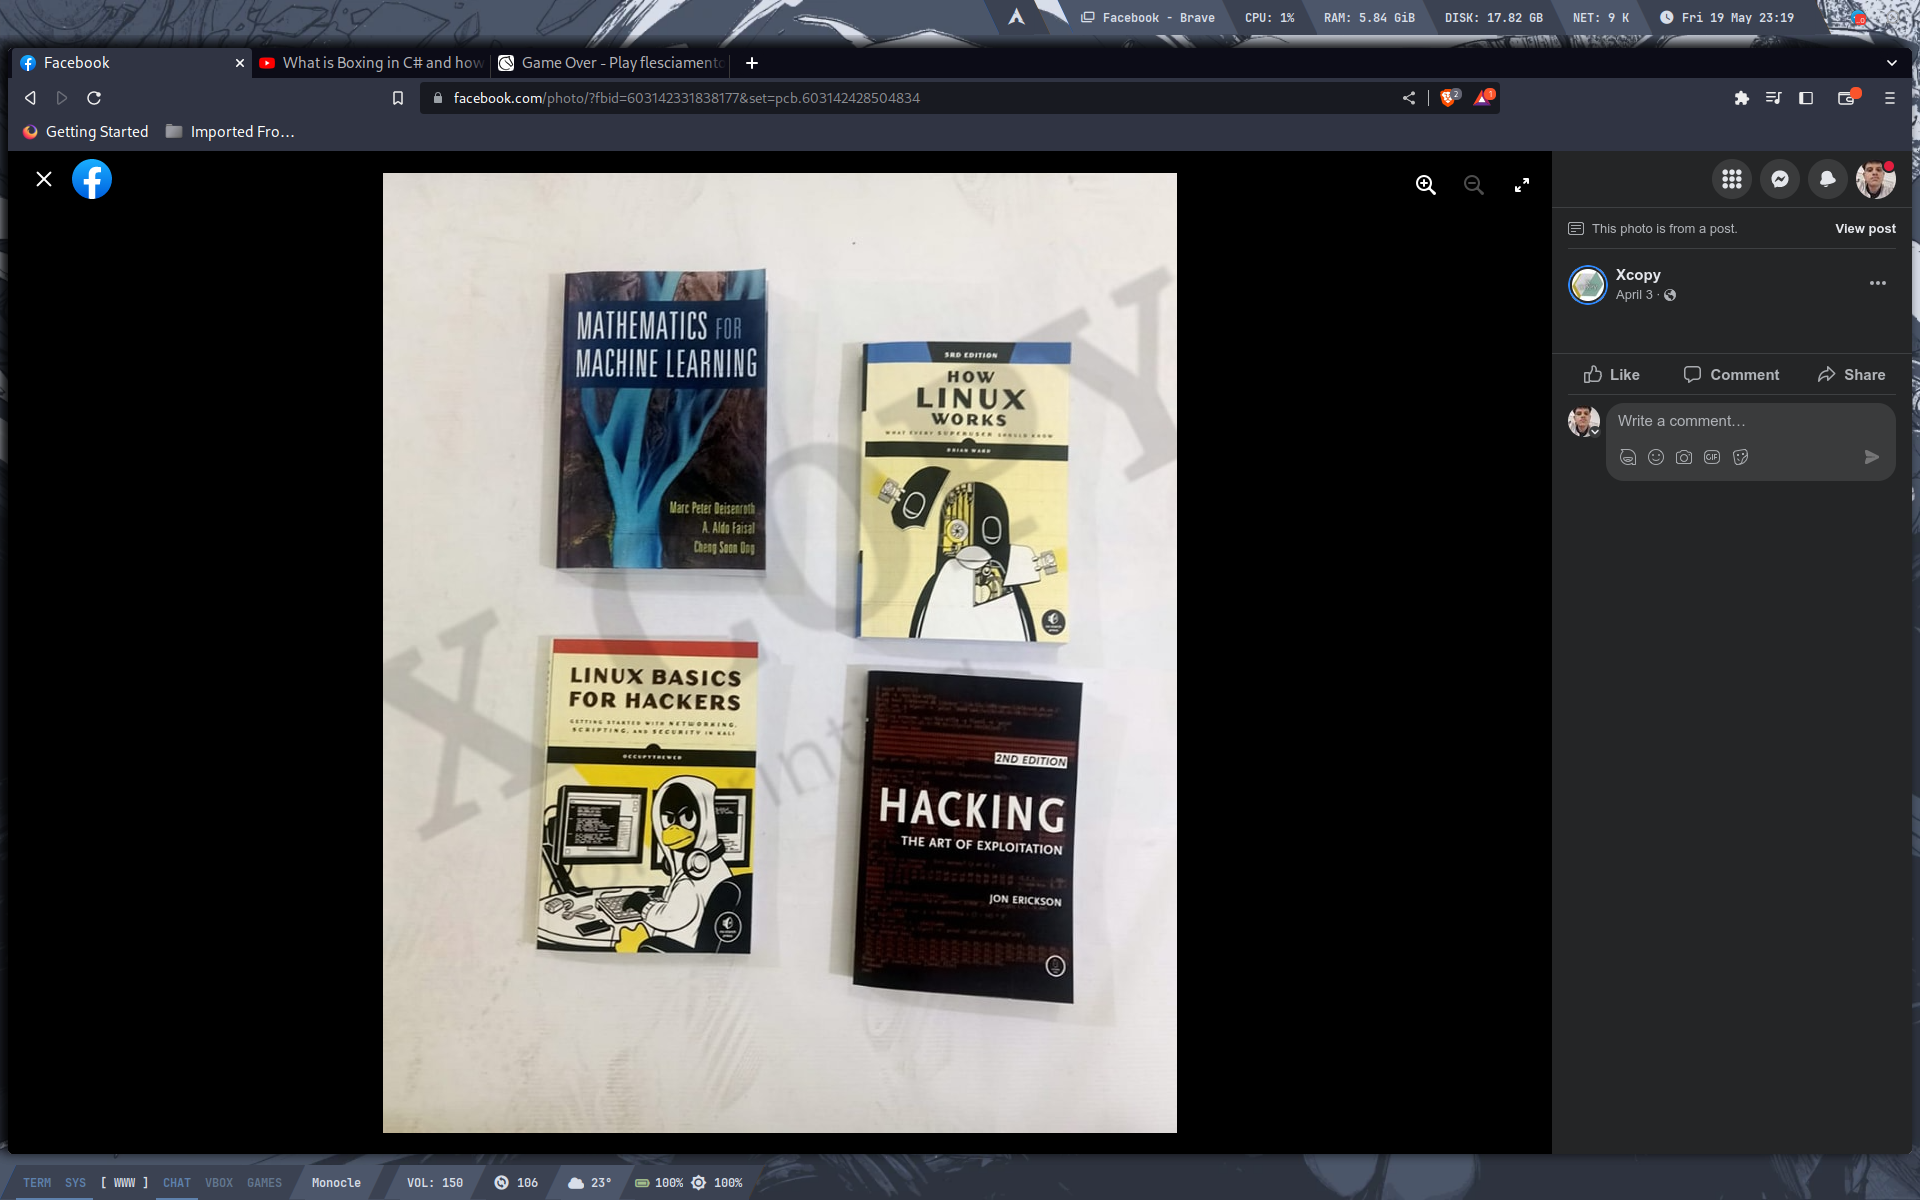 Facebook - Brave
CPU: 1%
RAM: 5.84 GiB
DISK: 17.82 GB
NET: 9 K
Fri 19 May 23:19
Facebook
What is Boxing in C# and how
Game Over - Play flesciamento
facebook.com/photo/?fbid=603142331838177&set=pcb.603142428504834
2
1
Getting Started
Imported Fro...
This photo is from a post.
View post
Xcopy
April 3 ·
Like
Comment
Share
Write a comment...
GIF
MATHEMATICS FOR
MACHINE LEARNING
Marc Peter Deisenroth
A. Aldo Faisal
Cheng Soon Ong
3RD EDITION
HOW
LINUX
WORKS
WHAT EVERY SUPERUSER SHOULD KNOW
BRIAN WARD
LINUX BASICS
FOR HACKERS
GETTING STARTED WITH NETWORKING,
SCRIPTING, AND SECURITY IN KALI
OCCUPYTHEWEB
2ND EDITION
HACKING
THE ART OF EXPLOITATION
JON ERICKSON
X COPY
TERM
SYS
[ WWW ]
CHAT
VBOX
GAMES
Monocle
VOL: 150
106
23°
100%
100%